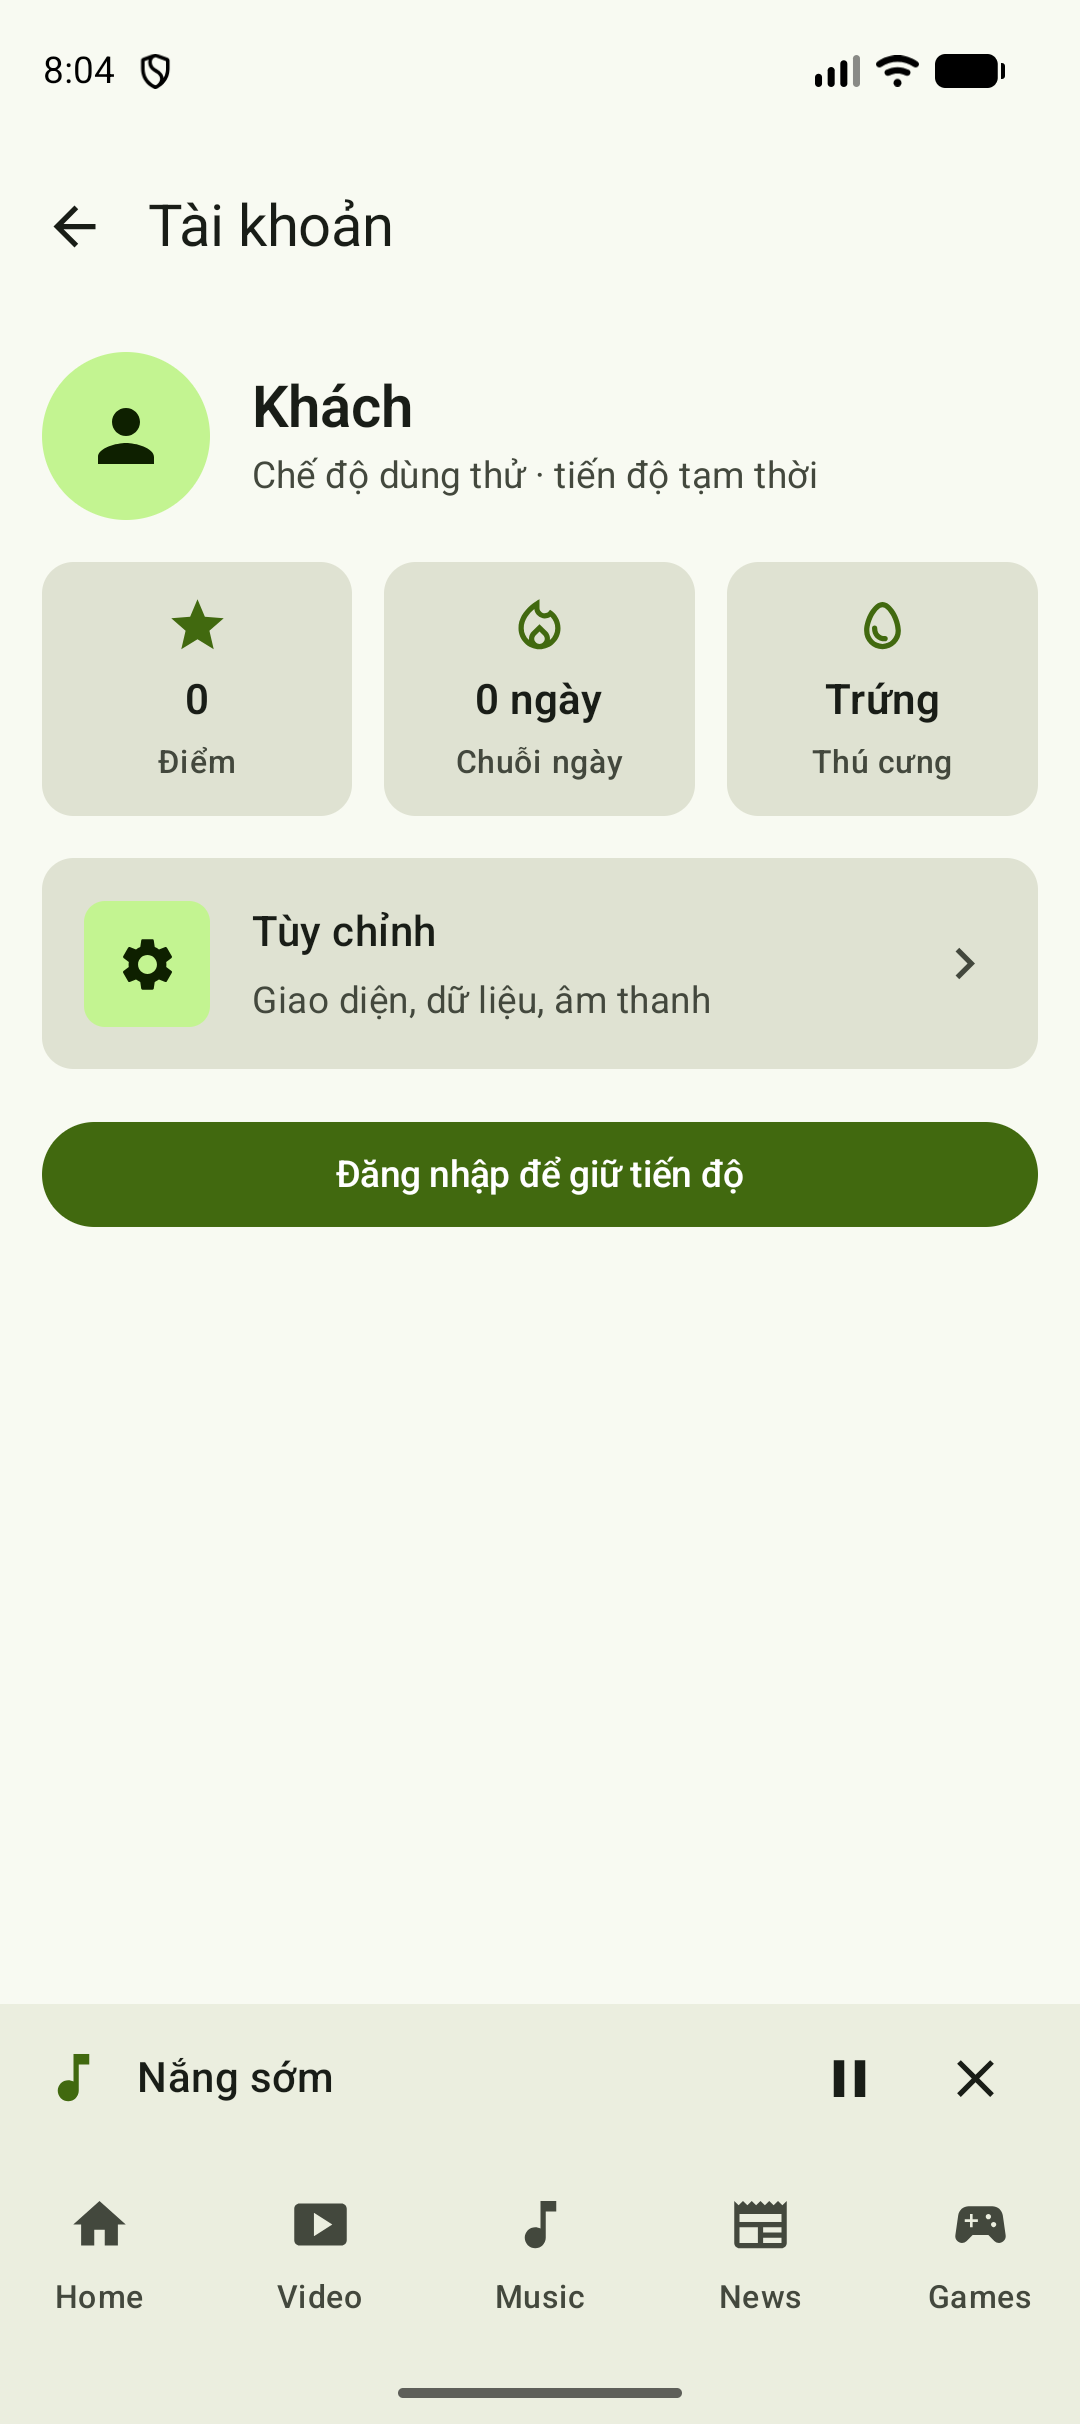 8:04
Tài khoản
Khách
Chế độ dùng thử · tiến độ tạm thời
0
Điểm
0 ngày
Chuỗi ngày
Trứng
Thú cưng
Tùy chỉnh
Giao diện, dữ liệu, âm thanh
Đăng nhập để giữ tiến độ
Nắng sớm
Home
Video
Music
News
Games